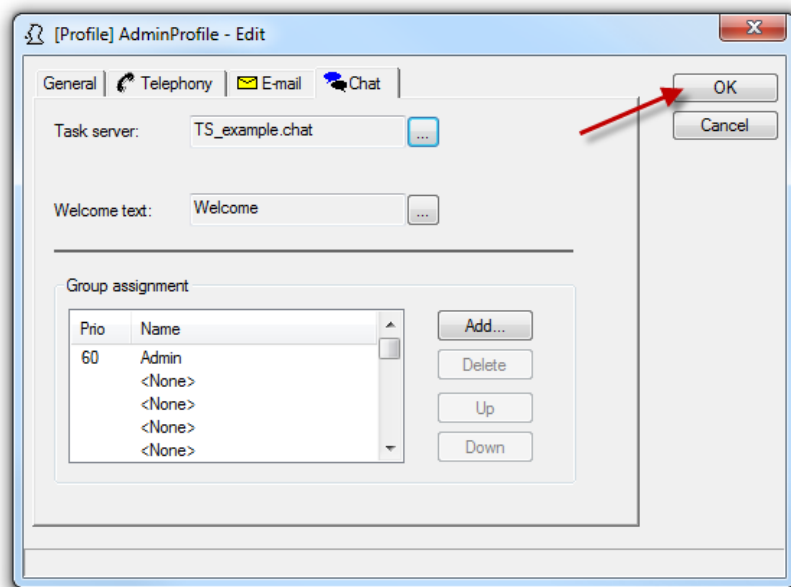 [Profile] AdminProfile - Edit
General Telephony E-mail Chat
OK
Cancel
Task server: TS_example.chat ...
Welcome text: Welcome ...
Group assignment
Prio Name
60 Admin
<None>
<None>
<None>
<None>
Add...
Delete
Up
Down